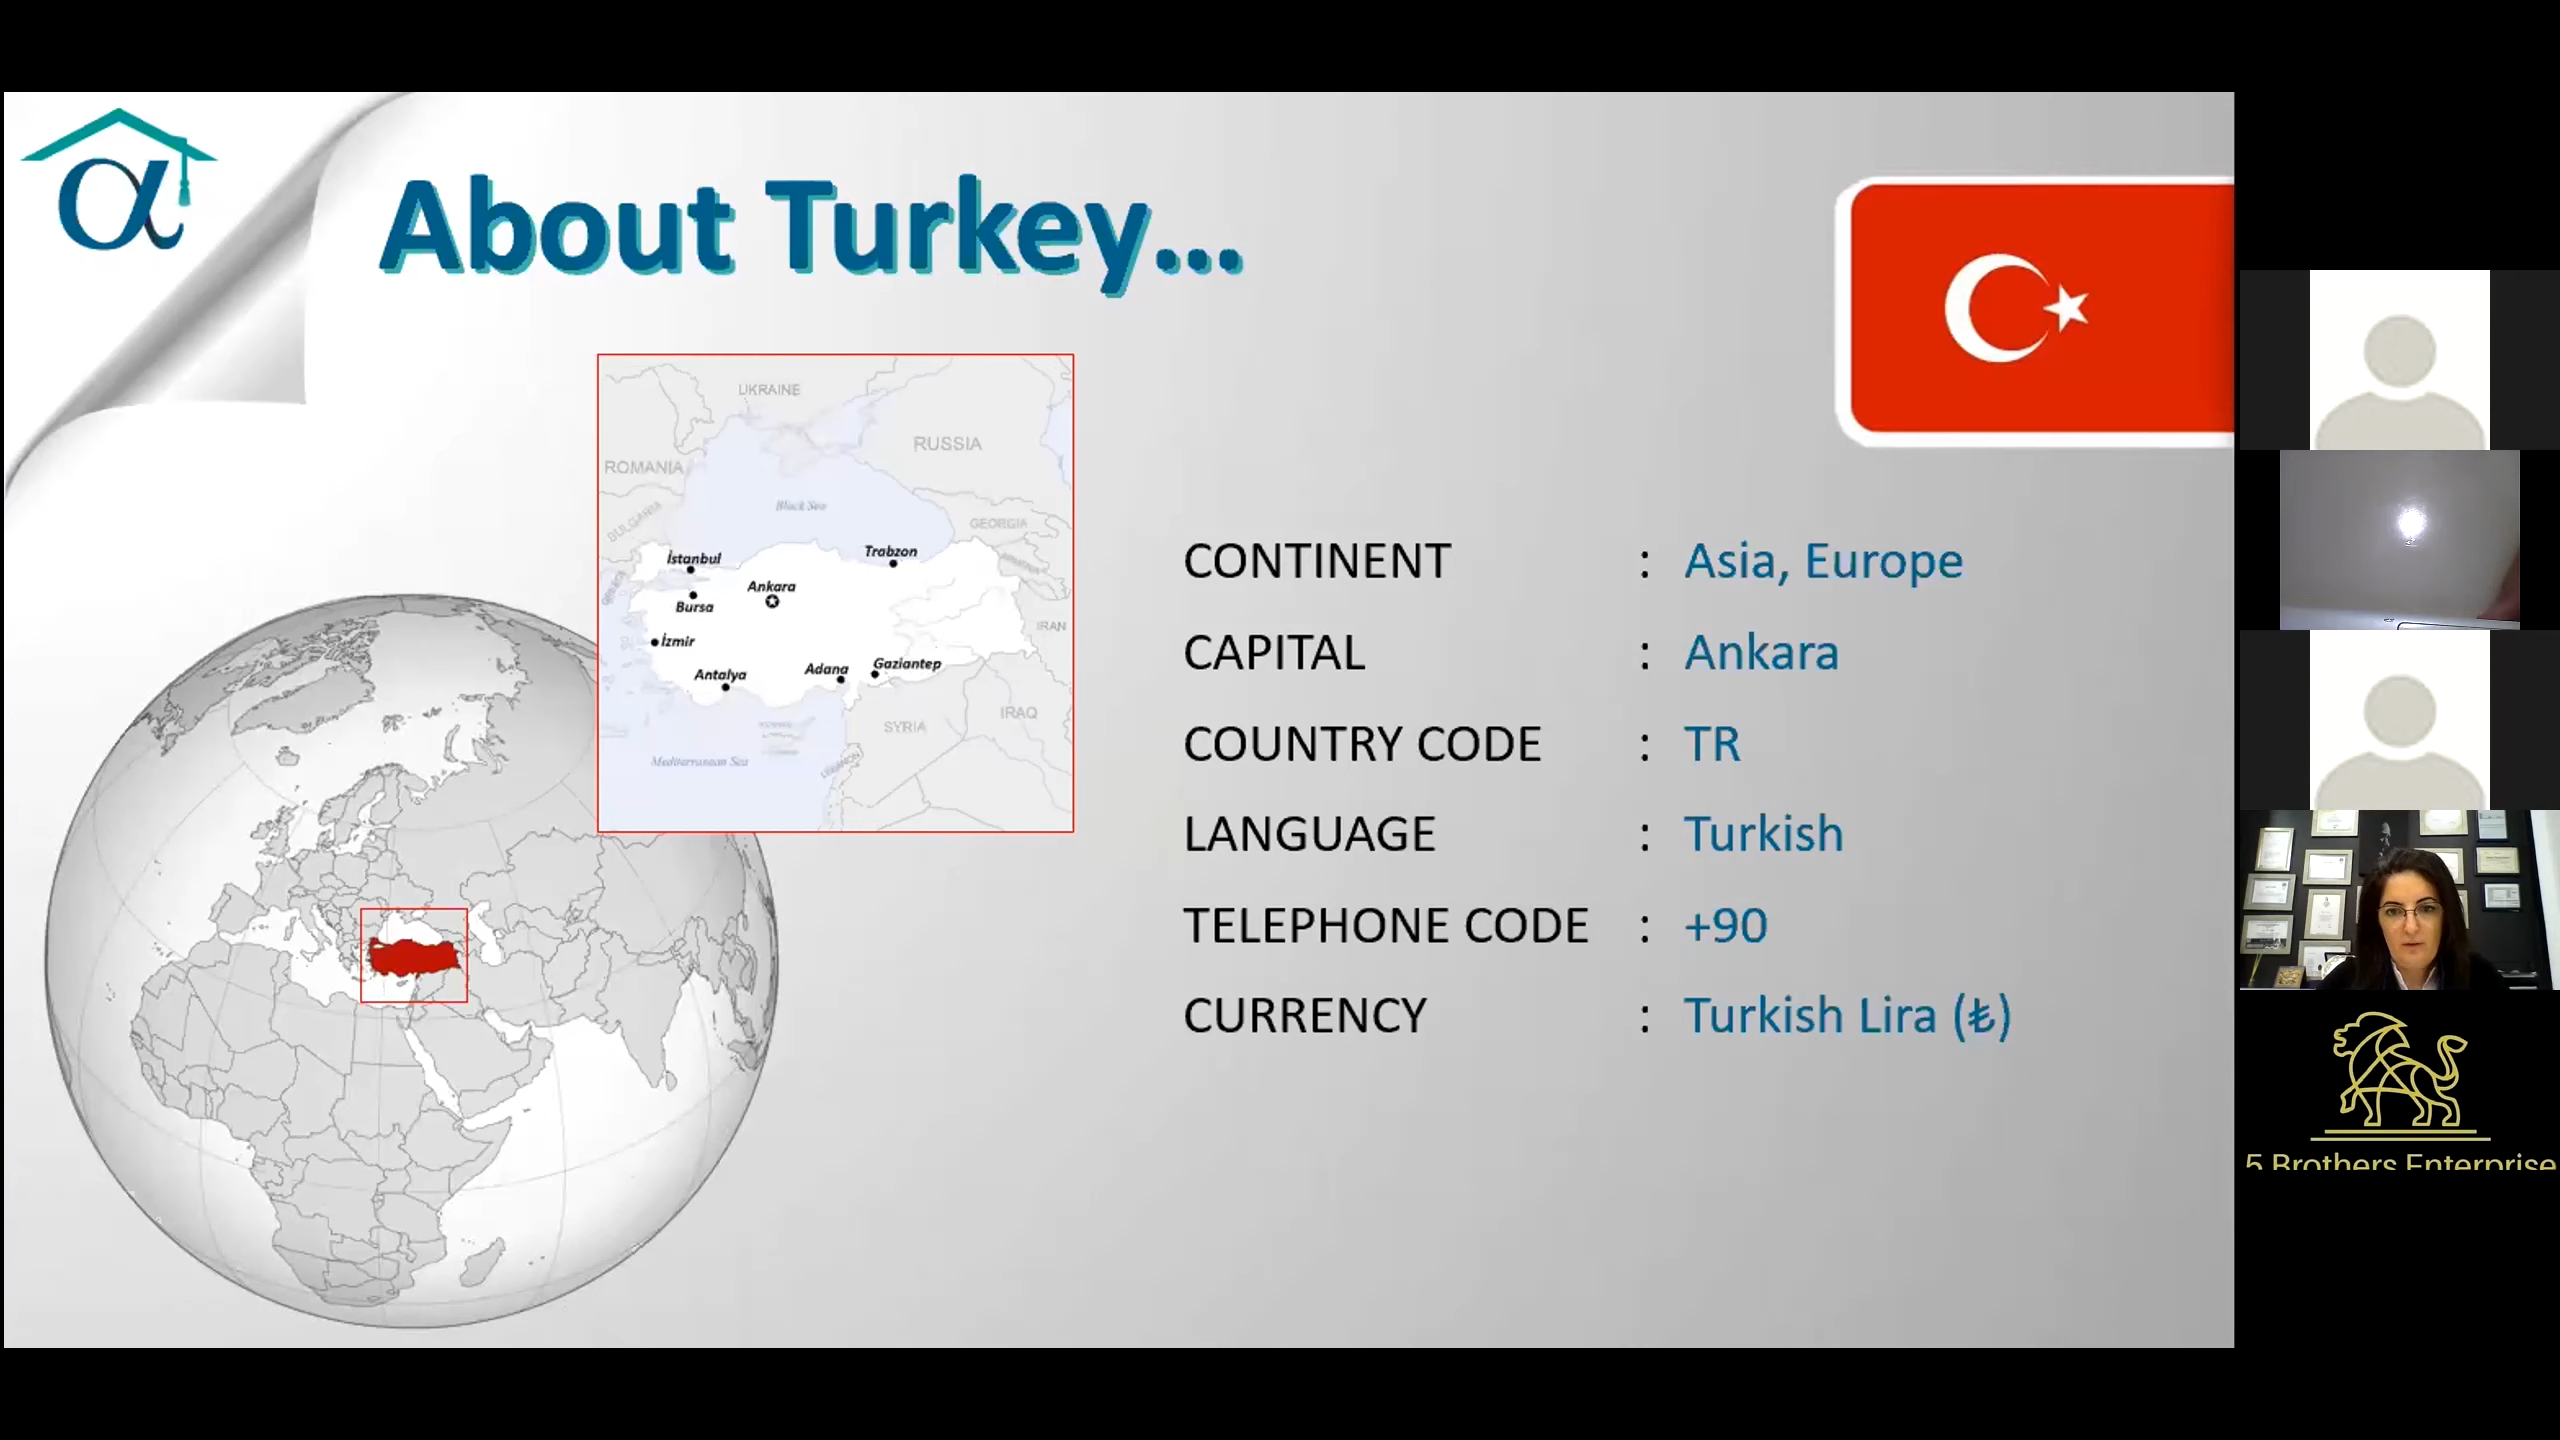 α
About Turkey...
UKRAINE
RUSSIA
ROMANIA
Black Sea
BULGARIA
GEORGIA
İstanbul
Trabzon
Ankara
Bursa
IRAN
İzmir
Gaziantep
Adana
Antalya
IRAQ
SYRIA
Mediterranean Sea
LEBANON
CONTINENT : Asia, Europe
CAPITAL : Ankara
COUNTRY CODE : TR
LANGUAGE : Turkish
TELEPHONE CODE : +90
CURRENCY : Turkish Lira (₺)
5 Brothers Enterprise